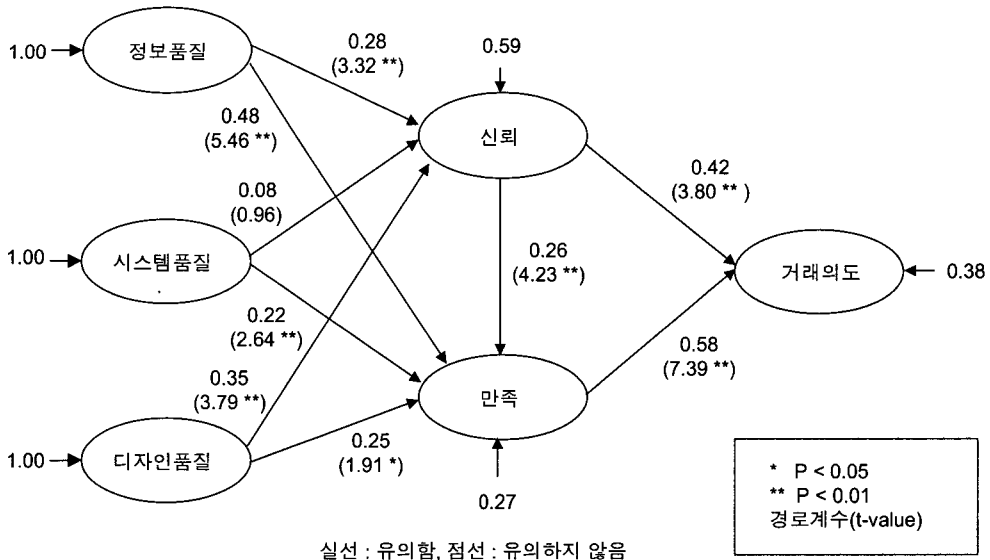 1.00
정보품질
0.28
(3.32 **)
0.59
0.48
(5.46 **)
신뢰
0.42
(3.80 ** )
0.08
(0.96)
1.00
시스템품질
0.26
(4.23 **)
거래의도
0.38
0.22
(2.64 **)
0.58
(7.39 **)
0.35
(3.79 **)
만족
1.00
디자인품질
0.25
(1.91 *)
0.27
* P < 0.05
** P < 0.01
경로계수(t-value)
실선 : 유의함, 점선 : 유의하지 않음